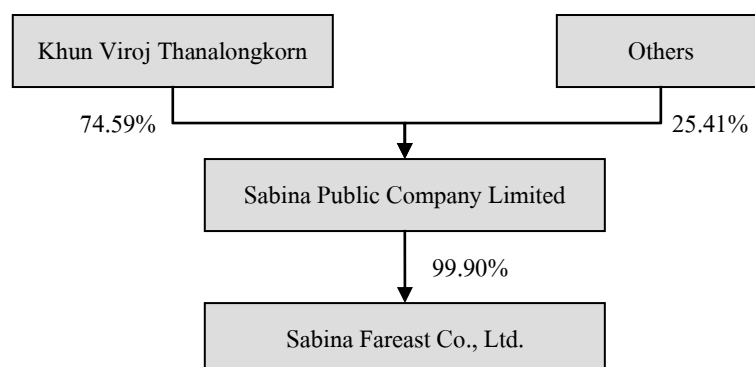 Khun Viroj Thanalongkorn
Others
74.59%
25.41%
Sabina Public Company Limited
99.90%
Sabina Fareast Co., Ltd.